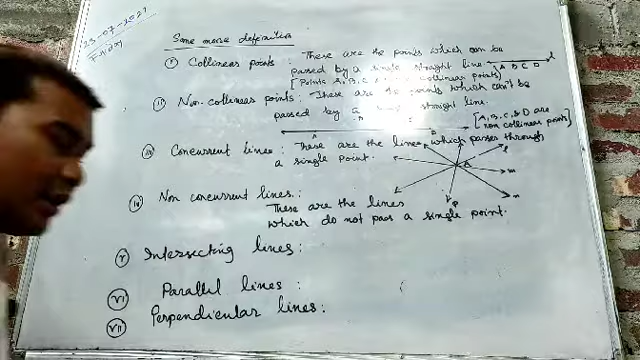 23-07-2021
Friday
Some more definition
(i) Collinear points : These are the points which can be
passed by a single straight line. A B C D l
[Points A, B, C, D collinear points)
(ii) Non-collinear points : These are the points which can't be
passed by a straight line.
[A, B, C, & D are
non collinear points]
(iii) Concurrent lines : These are the lines which passes through
a single point.
A l
m
n
P
(iv) Non concurrent lines :
These are the lines
which do not pass a single point.
(v) Intersecting lines :
(vi) Parallel lines :
(vii) Perpendicular lines :